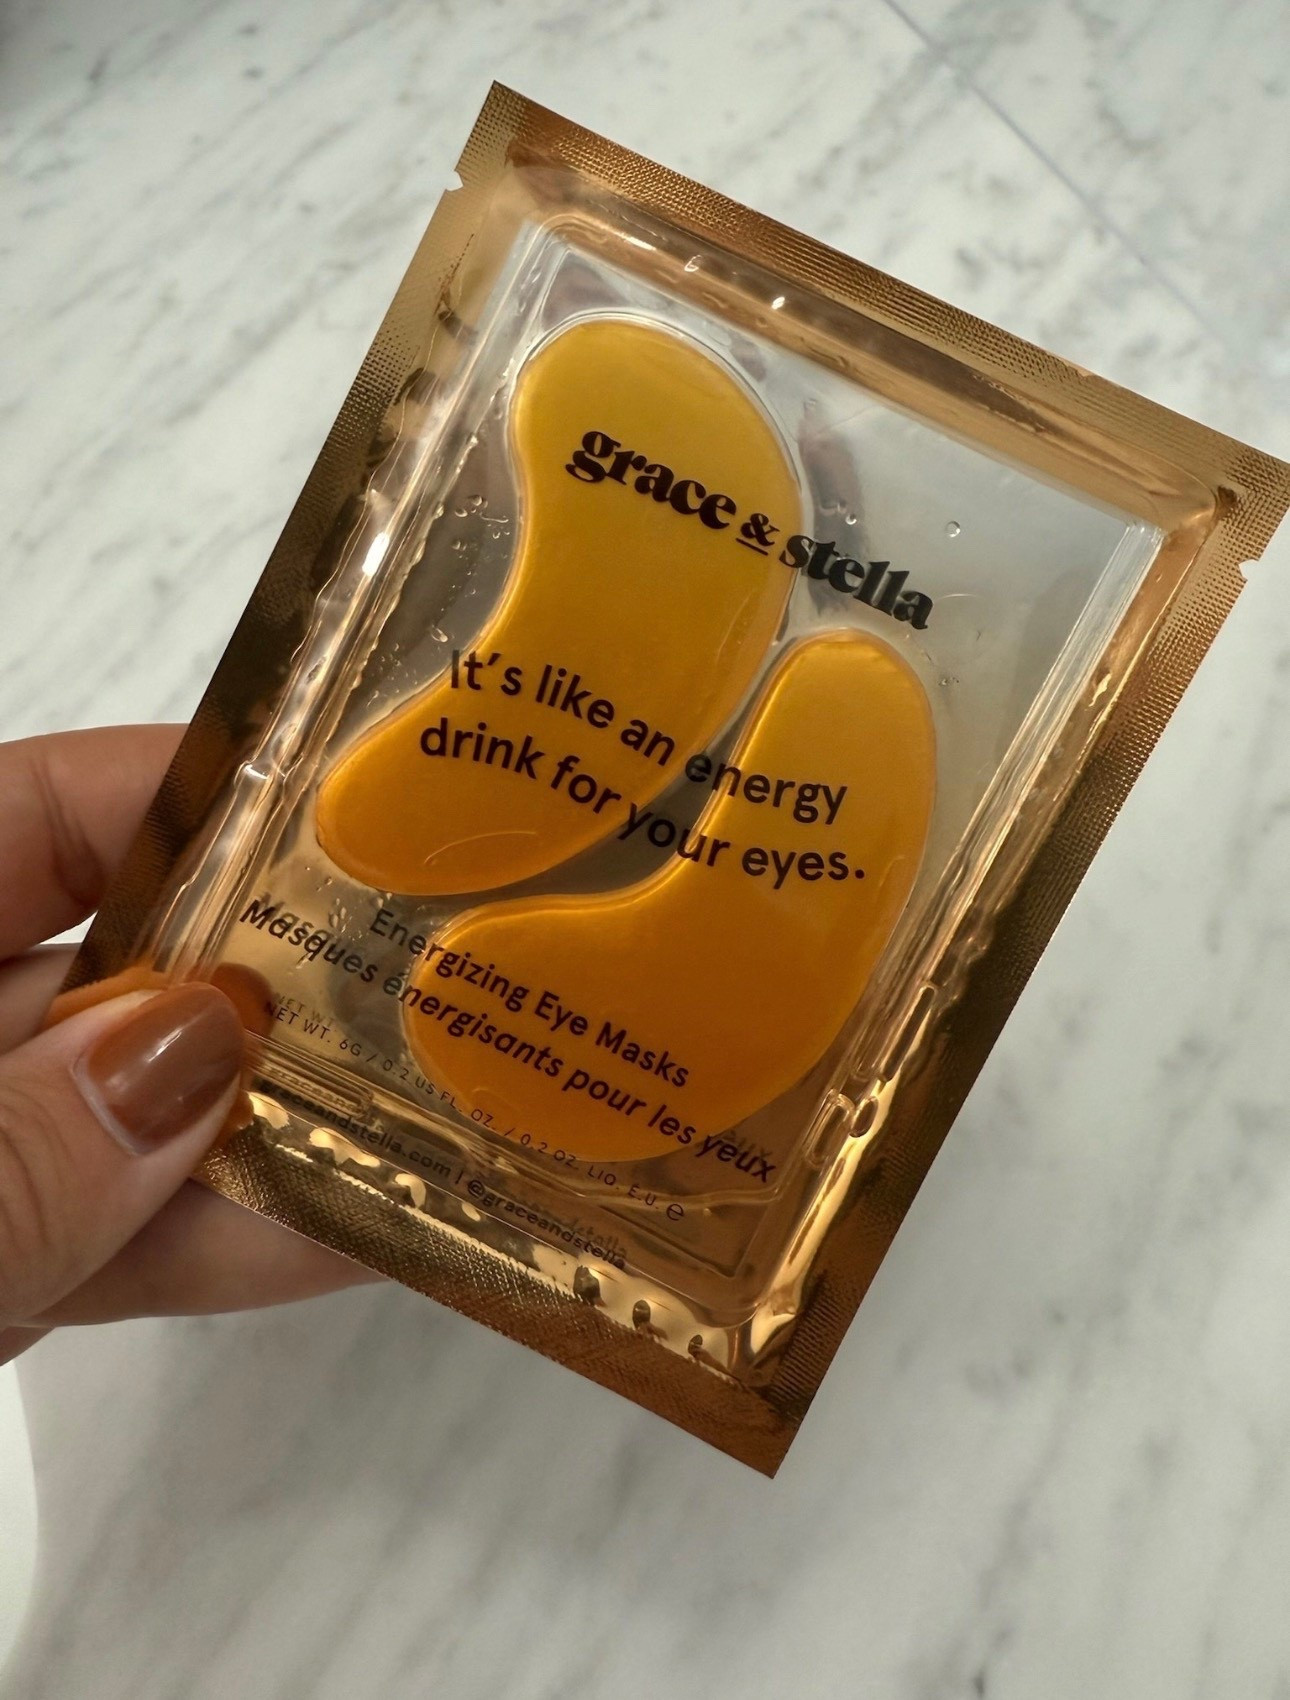 grace & stella
It's like an energy
drink for your eyes.
Energizing Eye Masks
Masques énergisants pour les yeux
NET WT. 6G / 0.2 US FL. OZ. / 0.2 OZ. LIQ. É.U. e
graceandstella.com | @graceandstella